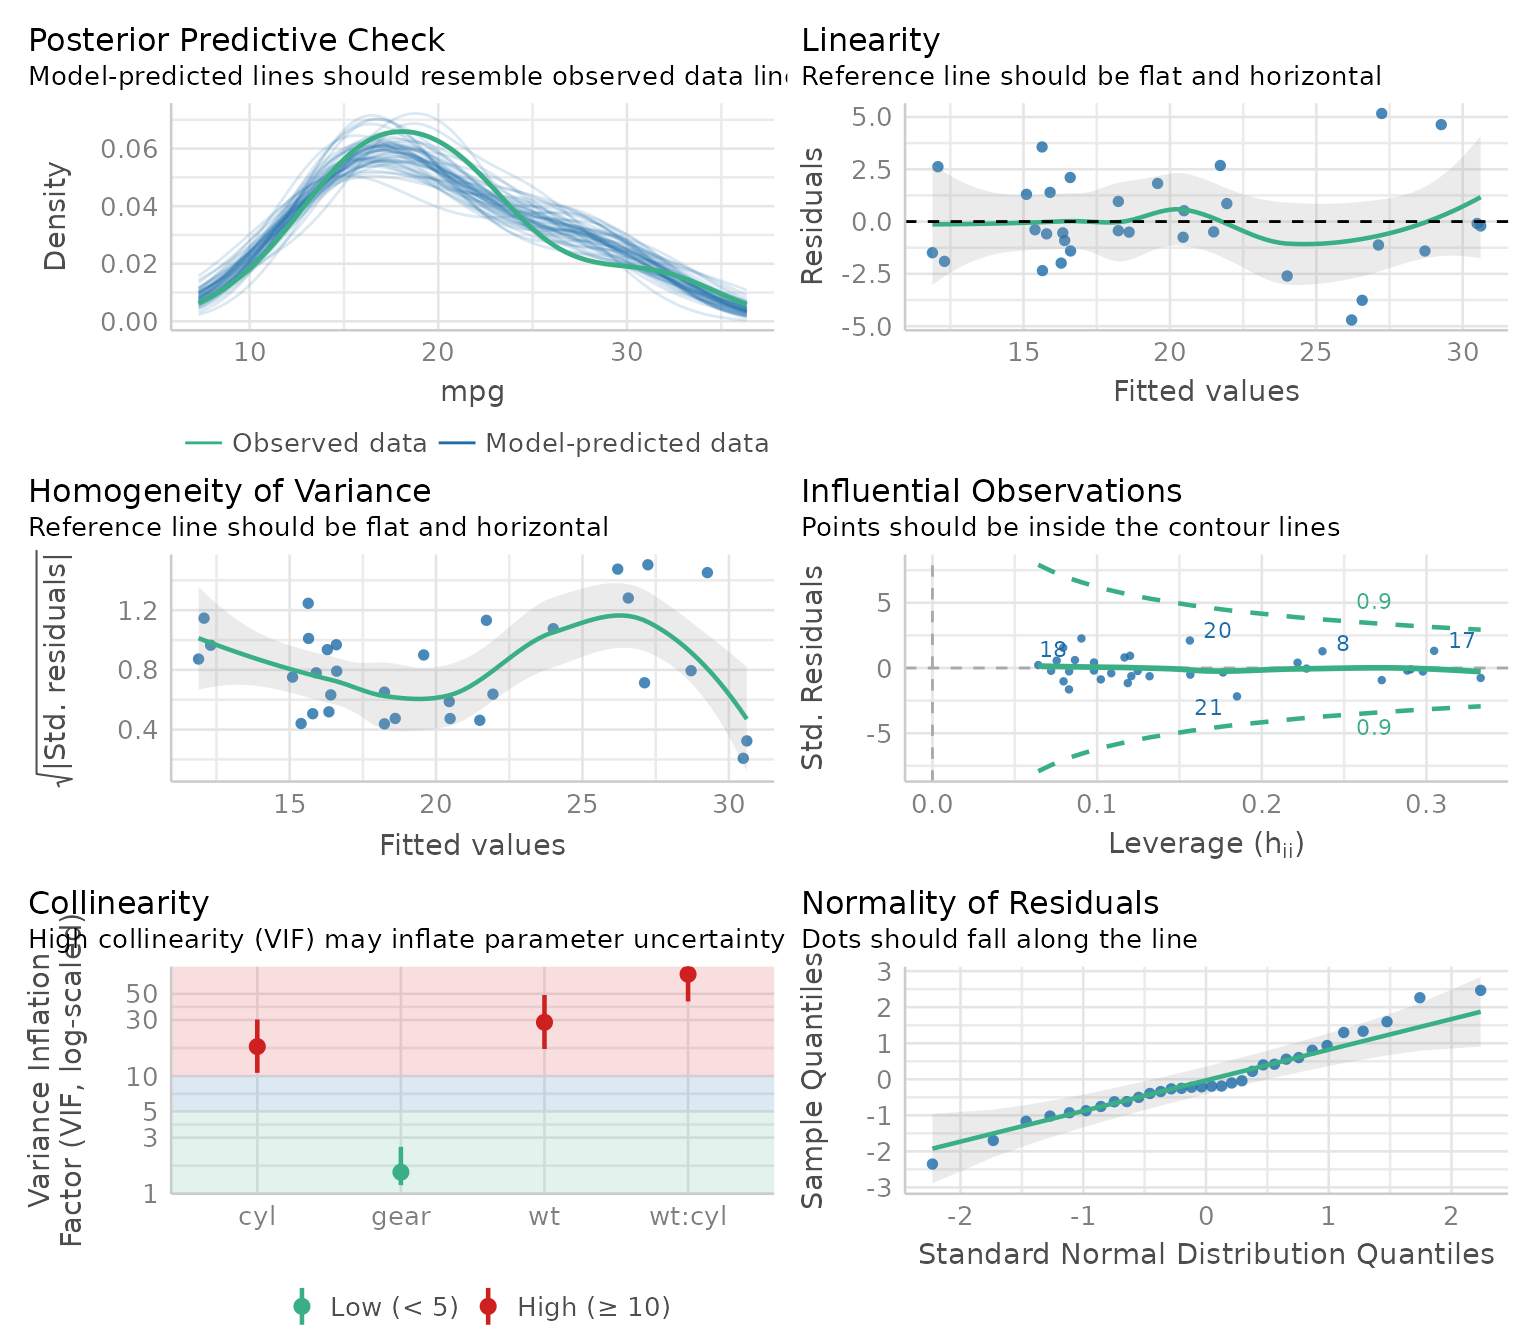 Posterior Predictive Check
Model-predicted lines should resemble observed data line
Density
0.06
0.04
0.02
0.00
10
20
30
mpg
Observed data
Model-predicted data
Linearity
Reference line should be flat and horizontal
Residuals
5.0
2.5
0.0
-2.5
-5.0
15
20
25
30
Fitted values
Homogeneity of Variance
Reference line should be flat and horizontal
√|Std. residuals|
1.2
0.8
0.4
15
20
25
30
Fitted values
Influential Observations
Points should be inside the contour lines
Std. Residuals
5
0
-5
0.9
20
18
8
17
21
0.9
0.0
0.1
0.2
0.3
Leverage (hii)
Collinearity
High collinearity (VIF) may inflate parameter uncertainty
Variance Inflation
Factor (VIF, log-scaled)
50
30
10
5
3
1
cyl
gear
wt
wt:cyl
Low (< 5)
High (≥ 10)
Normality of Residuals
Dots should fall along the line
Sample Quantiles
3
2
1
0
-1
-2
-3
-2
-1
0
1
2
Standard Normal Distribution Quantiles